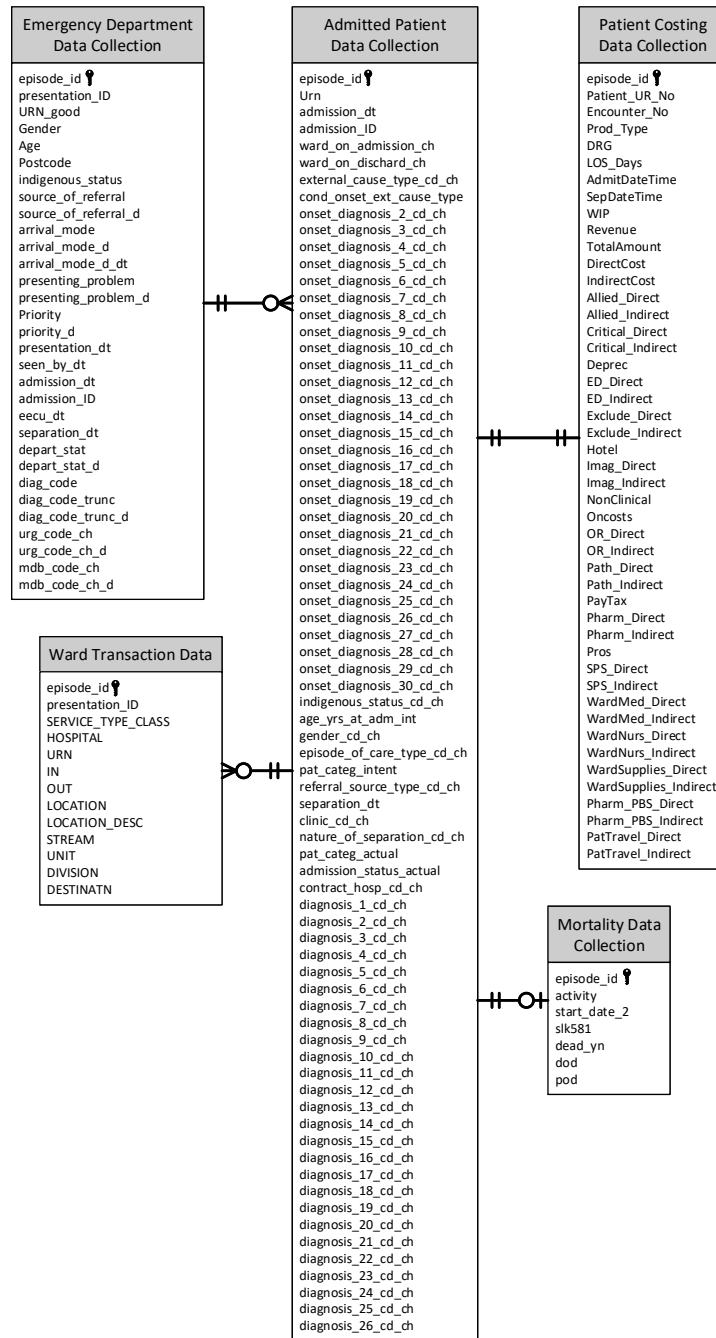 Emergency Department
Data Collection
episode_id
presentation_ID
URN_good
Gender
Age
Postcode
indigenous_status
source_of_referral
source_of_referral_d
arrival_mode
arrival_mode_d
arrival_mode_d_dt
presenting_problem
presenting_problem_d
Priority
priority_d
presentation_dt
seen_by_dt
admission_dt
admission_ID
eecu_dt
separation_dt
depart_stat
depart_stat_d
diag_code
diag_code_trunc
diag_code_trunc_d
urg_code_ch
urg_code_ch_d
mdb_code_ch
mdb_code_ch_d
Ward Transaction Data
episode_id
presentation_ID
SERVICE_TYPE_CLASS
HOSPITAL
URN
IN
OUT
LOCATION
LOCATION_DESC
STREAM
UNIT
DIVISION
DESTINATN
Admitted Patient
Data Collection
episode_id
Urn
admission_dt
admission_ID
ward_on_admission_ch
ward_on_dischard_ch
external_cause_type_cd_ch
cond_onset_ext_cause_type
onset_diagnosis_2_cd_ch
onset_diagnosis_3_cd_ch
onset_diagnosis_4_cd_ch
onset_diagnosis_5_cd_ch
onset_diagnosis_6_cd_ch
onset_diagnosis_7_cd_ch
onset_diagnosis_8_cd_ch
onset_diagnosis_9_cd_ch
onset_diagnosis_10_cd_ch
onset_diagnosis_11_cd_ch
onset_diagnosis_12_cd_ch
onset_diagnosis_13_cd_ch
onset_diagnosis_14_cd_ch
onset_diagnosis_15_cd_ch
onset_diagnosis_16_cd_ch
onset_diagnosis_17_cd_ch
onset_diagnosis_18_cd_ch
onset_diagnosis_19_cd_ch
onset_diagnosis_20_cd_ch
onset_diagnosis_21_cd_ch
onset_diagnosis_22_cd_ch
onset_diagnosis_23_cd_ch
onset_diagnosis_24_cd_ch
onset_diagnosis_25_cd_ch
onset_diagnosis_26_cd_ch
onset_diagnosis_27_cd_ch
onset_diagnosis_28_cd_ch
onset_diagnosis_29_cd_ch
onset_diagnosis_30_cd_ch
indigenous_status_cd_ch
age_yrs_at_adm_int
gender_cd_ch
episode_of_care_type_cd_ch
pat_categ_intent
referral_source_type_cd_ch
separation_dt
clinic_cd_ch
nature_of_separation_cd_ch
pat_categ_actual
admission_status_actual
contract_hosp_cd_ch
diagnosis_1_cd_ch
diagnosis_2_cd_ch
diagnosis_3_cd_ch
diagnosis_4_cd_ch
diagnosis_5_cd_ch
diagnosis_6_cd_ch
diagnosis_7_cd_ch
diagnosis_8_cd_ch
diagnosis_9_cd_ch
diagnosis_10_cd_ch
diagnosis_11_cd_ch
diagnosis_12_cd_ch
diagnosis_13_cd_ch
diagnosis_14_cd_ch
diagnosis_15_cd_ch
diagnosis_16_cd_ch
diagnosis_17_cd_ch
diagnosis_18_cd_ch
diagnosis_19_cd_ch
diagnosis_20_cd_ch
diagnosis_21_cd_ch
diagnosis_22_cd_ch
diagnosis_23_cd_ch
diagnosis_24_cd_ch
diagnosis_25_cd_ch
diagnosis_26_cd_ch
Patient Costing
Data Collection
episode_id
Patient_UR_No
Encounter_No
Prod_Type
DRG
LOS_Days
AdmitDateTime
SepDateTime
WIP
Revenue
TotalAmount
DirectCost
IndirectCost
Allied_Direct
Allied_Indirect
Critical_Direct
Critical_Indirect
Deprec
ED_Direct
ED_Indirect
Exclude_Direct
Exclude_Indirect
Hotel
Imag_Direct
Imag_Indirect
NonClinical
Oncosts
OR_Direct
OR_Indirect
Path_Direct
Path_Indirect
PayTax
Pharm_Direct
Pharm_Indirect
Pros
SPS_Direct
SPS_Indirect
WardMed_Direct
WardMed_Indirect
WardNurs_Direct
WardNurs_Indirect
WardSupplies_Direct
WardSupplies_Indirect
Pharm_PBS_Direct
Pharm_PBS_Indirect
PatTravel_Direct
PatTravel_Indirect
Mortality Data
Collection
episode_id
activity
start_date_2
slk581
dead_yn
dod
pod